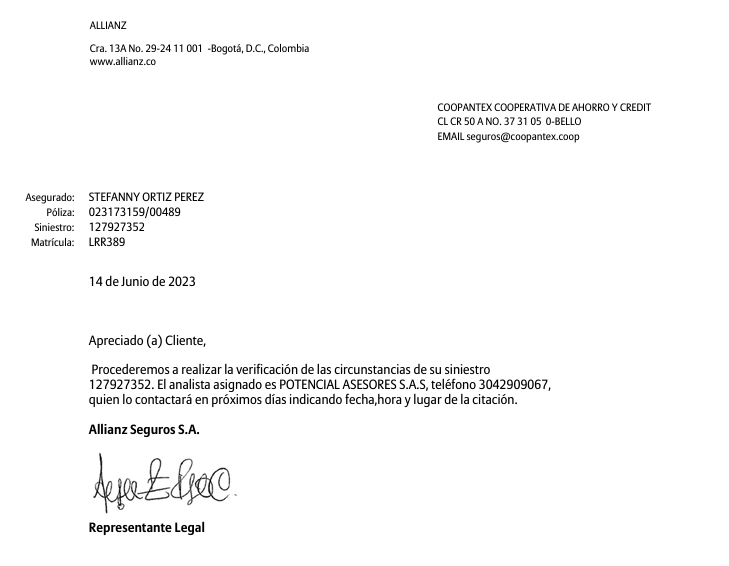 ALLIANZ
Cra. 13A No. 29-24 11 001 -Bogotá, D.C., Colombia
www.allianz.co
COOPANTEX COOPERATIVA DE AHORRO Y CREDIT
CL CR 50 A NO. 37 31 05 0-BELLO
EMAIL seguros@coopantex.coop
Asegurado: STEFANNY ORTIZ PEREZ
Póliza: 023173159/00489
Siniestro: 127927352
Matrícula: LRR389
14 de Junio de 2023
Apreciado (a) Cliente,
Procederemos a realizar la verificación de las circunstancias de su siniestro
127927352. El analista asignado es POTENCIAL ASESORES S.A.S, teléfono 3042909067,
quien lo contactará en próximos días indicando fecha,hora y lugar de la citación.
Allianz Seguros S.A.
Representante Legal